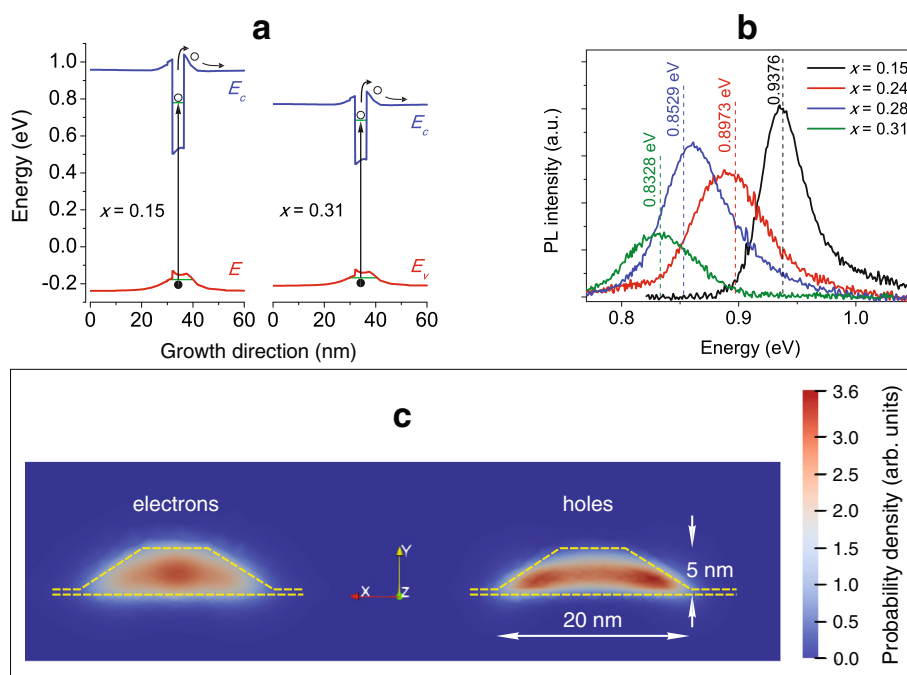 a
b
Energy (eV)
1.0
0.8
0.6
0.4
0.2
0.0
-0.2
E_c
x = 0.15
E
E_c
x = 0.31
E_v
0 20 40 60
0 20 40 60
Growth direction (nm)
PL intensity (a.u.)
0.8328 eV
0.8529 eV
0.8973 eV
0.9376
x = 0.15
x = 0.24
x = 0.28
x = 0.31
0.8 0.9 1.0
Energy (eV)
c
electrons
holes
Y
X
Z
5 nm
20 nm
3.6
3.0
2.5
2.0
1.5
1.0
0.5
0.0
Probability density (arb. units)